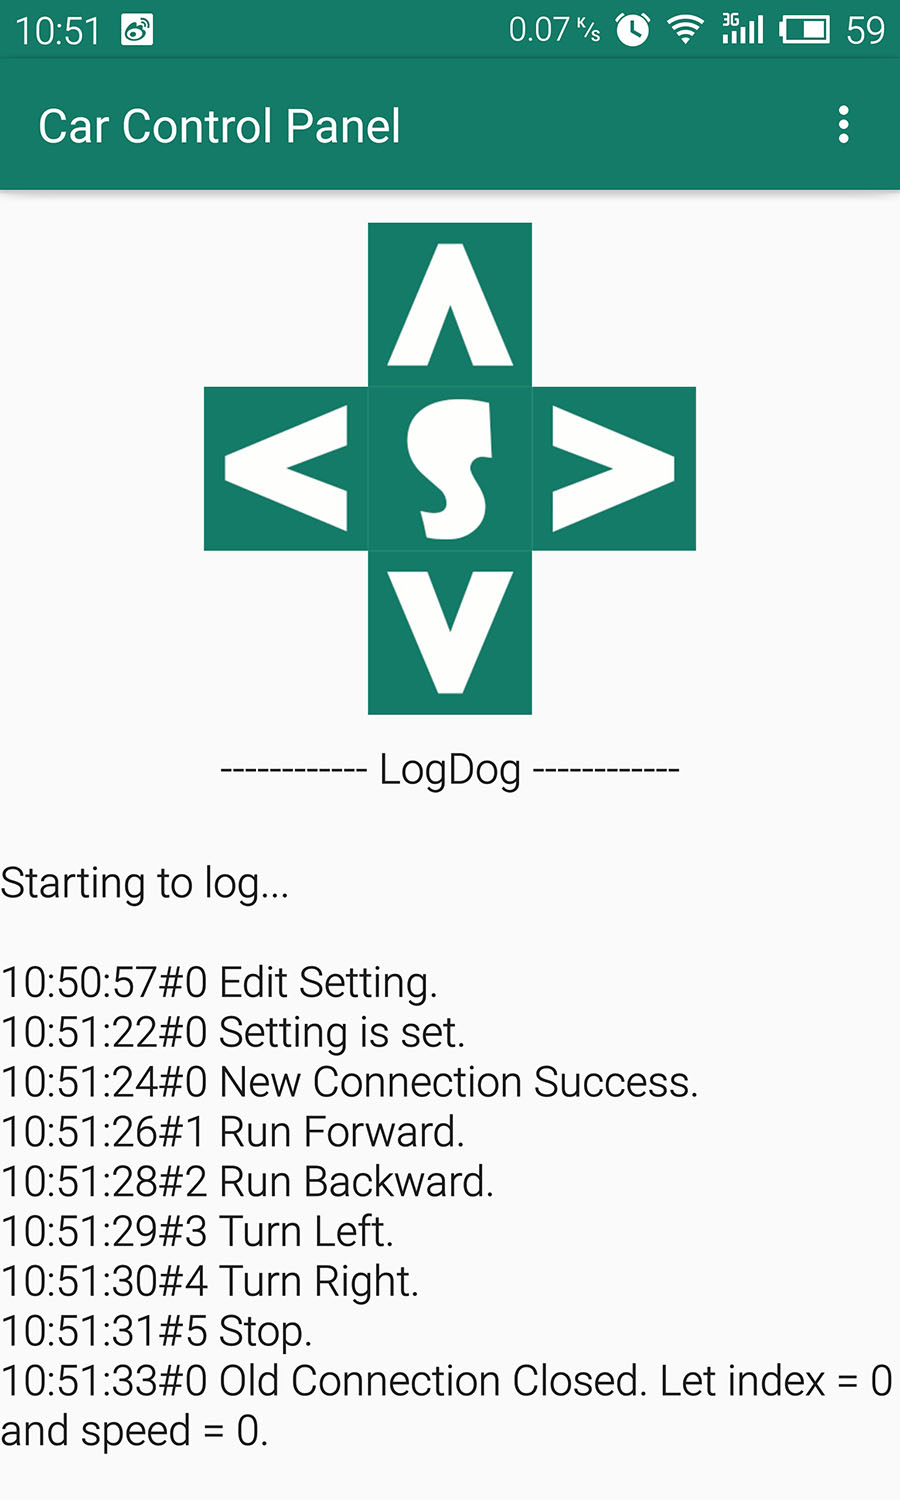 10:51 0.07 K/s 3G 59
Car Control Panel
Λ
< S >
V
------------ LogDog ------------
Starting to log...
10:50:57#0 Edit Setting.
10:51:22#0 Setting is set.
10:51:24#0 New Connection Success.
10:51:26#1 Run Forward.
10:51:28#2 Run Backward.
10:51:29#3 Turn Left.
10:51:30#4 Turn Right.
10:51:31#5 Stop.
10:51:33#0 Old Connection Closed. Let index = 0
and speed = 0.